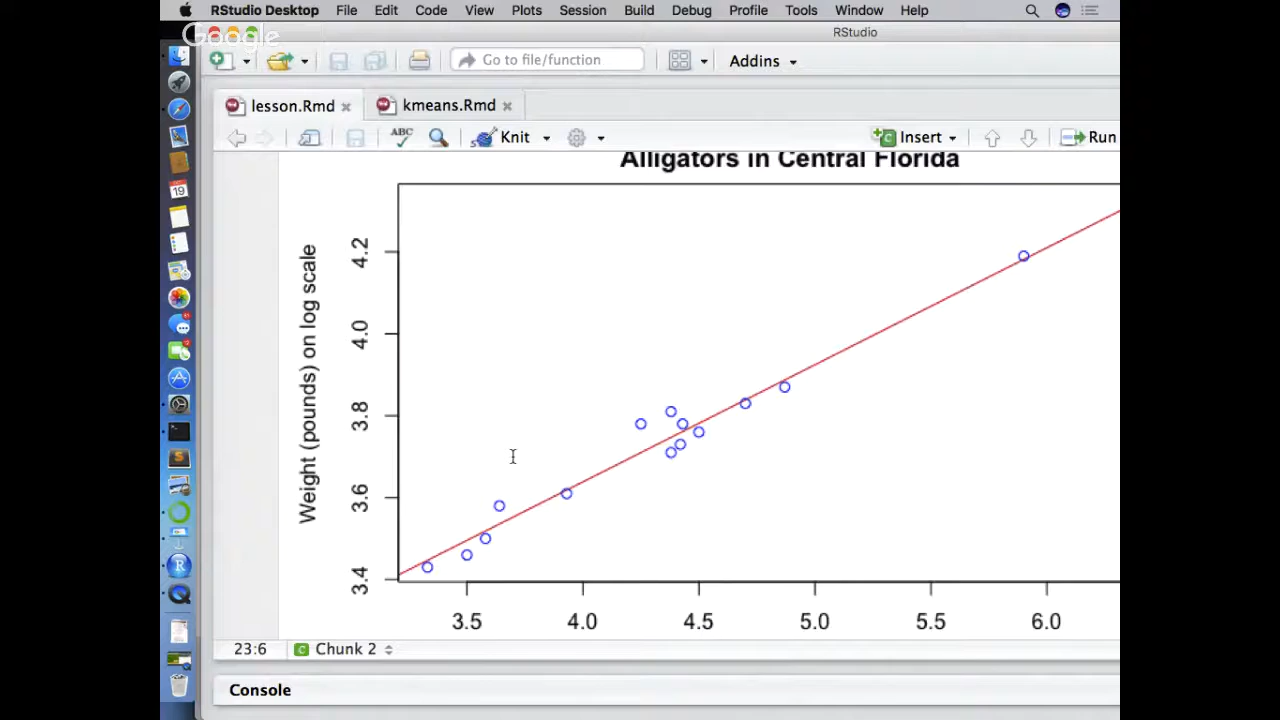 RStudio Desktop File Edit Code View Plots Session Build Debug Profile Tools Window Help
Google
RStudio
Go to file/function
Addins
lesson.Rmd
kmeans.Rmd
ABC
Knit
Insert
Run
Alligators in Central Florida
Weight (pounds) on log scale
4.2
4.0
3.8
3.6
3.4
3.5 4.0 4.5 5.0 5.5 6.0
19
23:6
Chunk 2
Console